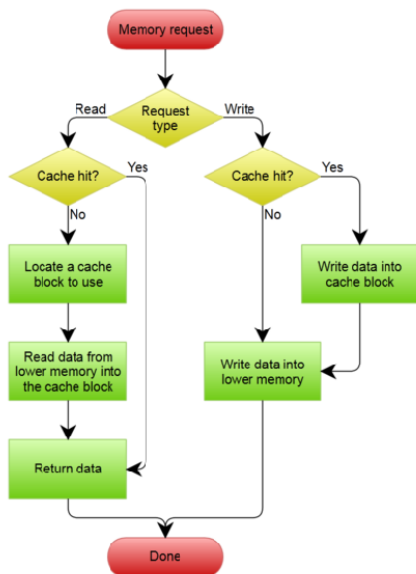 Memory request
Read
Request
type
Write
Cache hit?
Yes
Cache hit?
Yes
No
No
Locate a cache
block to use
Write data into
cache block
Read data from
lower memory into
the cache block
Write data into
lower memory
Return data
Done